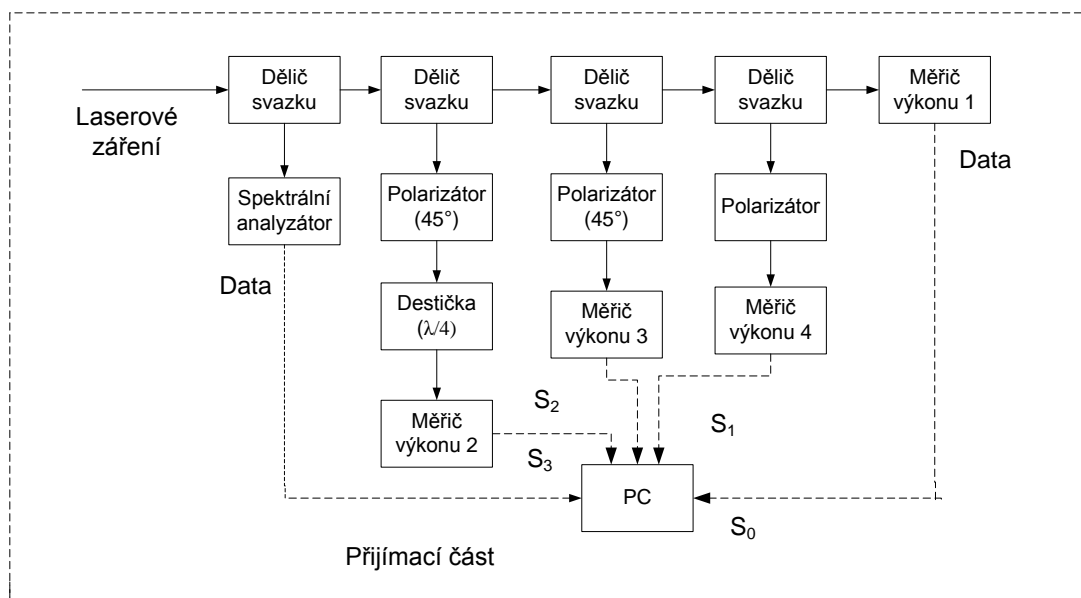 Dělič
svazku
Dělič
svazku
Dělič
svazku
Dělič
svazku
Měřič
výkonu 1
Laserové
záření
Data
Spektrální
analyzátor
Polarizátor
(45°)
Polarizátor
(45°)
Polarizátor
Data
Destička
(λ/4)
Měřič
výkonu 3
Měřič
výkonu 4
Měřič
výkonu 2
S₂
S₁
S₃
PC
S₀
Přijímací část